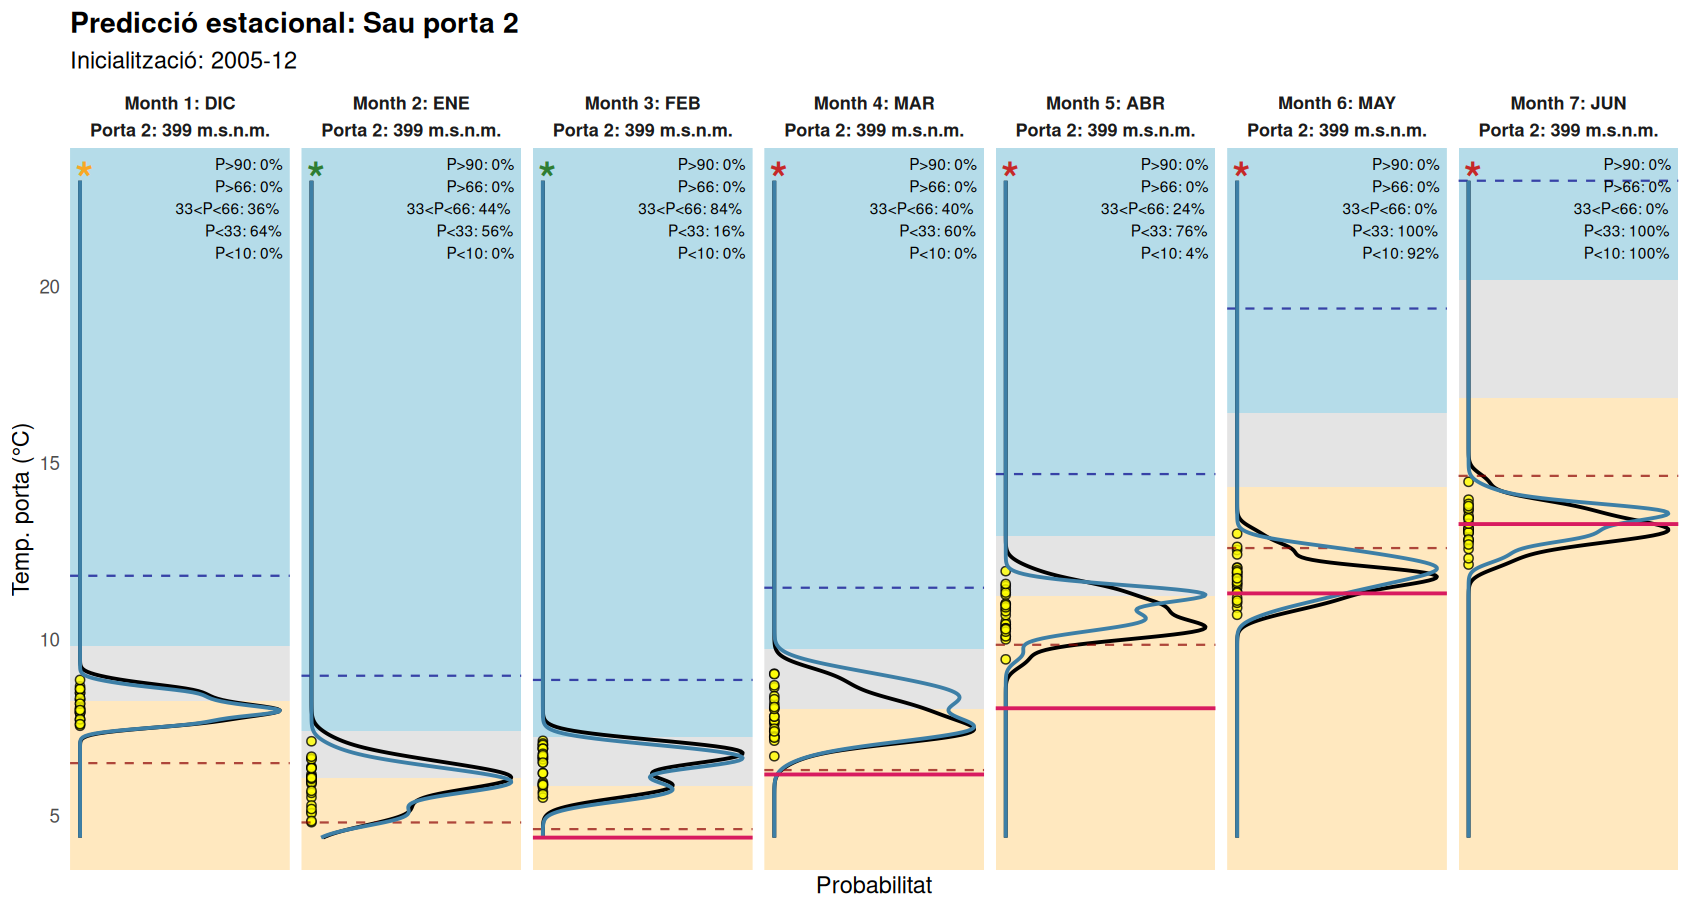 Predicció estacional: Sau porta 2
Inicialització: 2005-12
Month 1: DIC
Porta 2: 399 m.s.n.m.
*
P>90: 0%
P>66: 0%
33<P<66: 36%
P<33: 64%
P<10: 0%
Month 2: ENE
Porta 2: 399 m.s.n.m.
*
P>90: 0%
P>66: 0%
33<P<66: 44%
P<33: 56%
P<10: 0%
Month 3: FEB
Porta 2: 399 m.s.n.m.
*
P>90: 0%
P>66: 0%
33<P<66: 84%
P<33: 16%
P<10: 0%
Month 4: MAR
Porta 2: 399 m.s.n.m.
*
P>90: 0%
P>66: 0%
33<P<66: 40%
P<33: 60%
P<10: 0%
Month 5: ABR
Porta 2: 399 m.s.n.m.
*
P>90: 0%
P>66: 0%
33<P<66: 24%
P<33: 76%
P<10: 4%
Month 6: MAY
Porta 2: 399 m.s.n.m.
*
P>90: 0%
P>66: 0%
33<P<66: 0%
P<33: 100%
P<10: 92%
Month 7: JUN
Porta 2: 399 m.s.n.m.
*
P>90: 0%
P>66: 0%
33<P<66: 0%
P<33: 100%
P<10: 100%
Temp. porta (°C)
20
15
10
5
Probabilitat